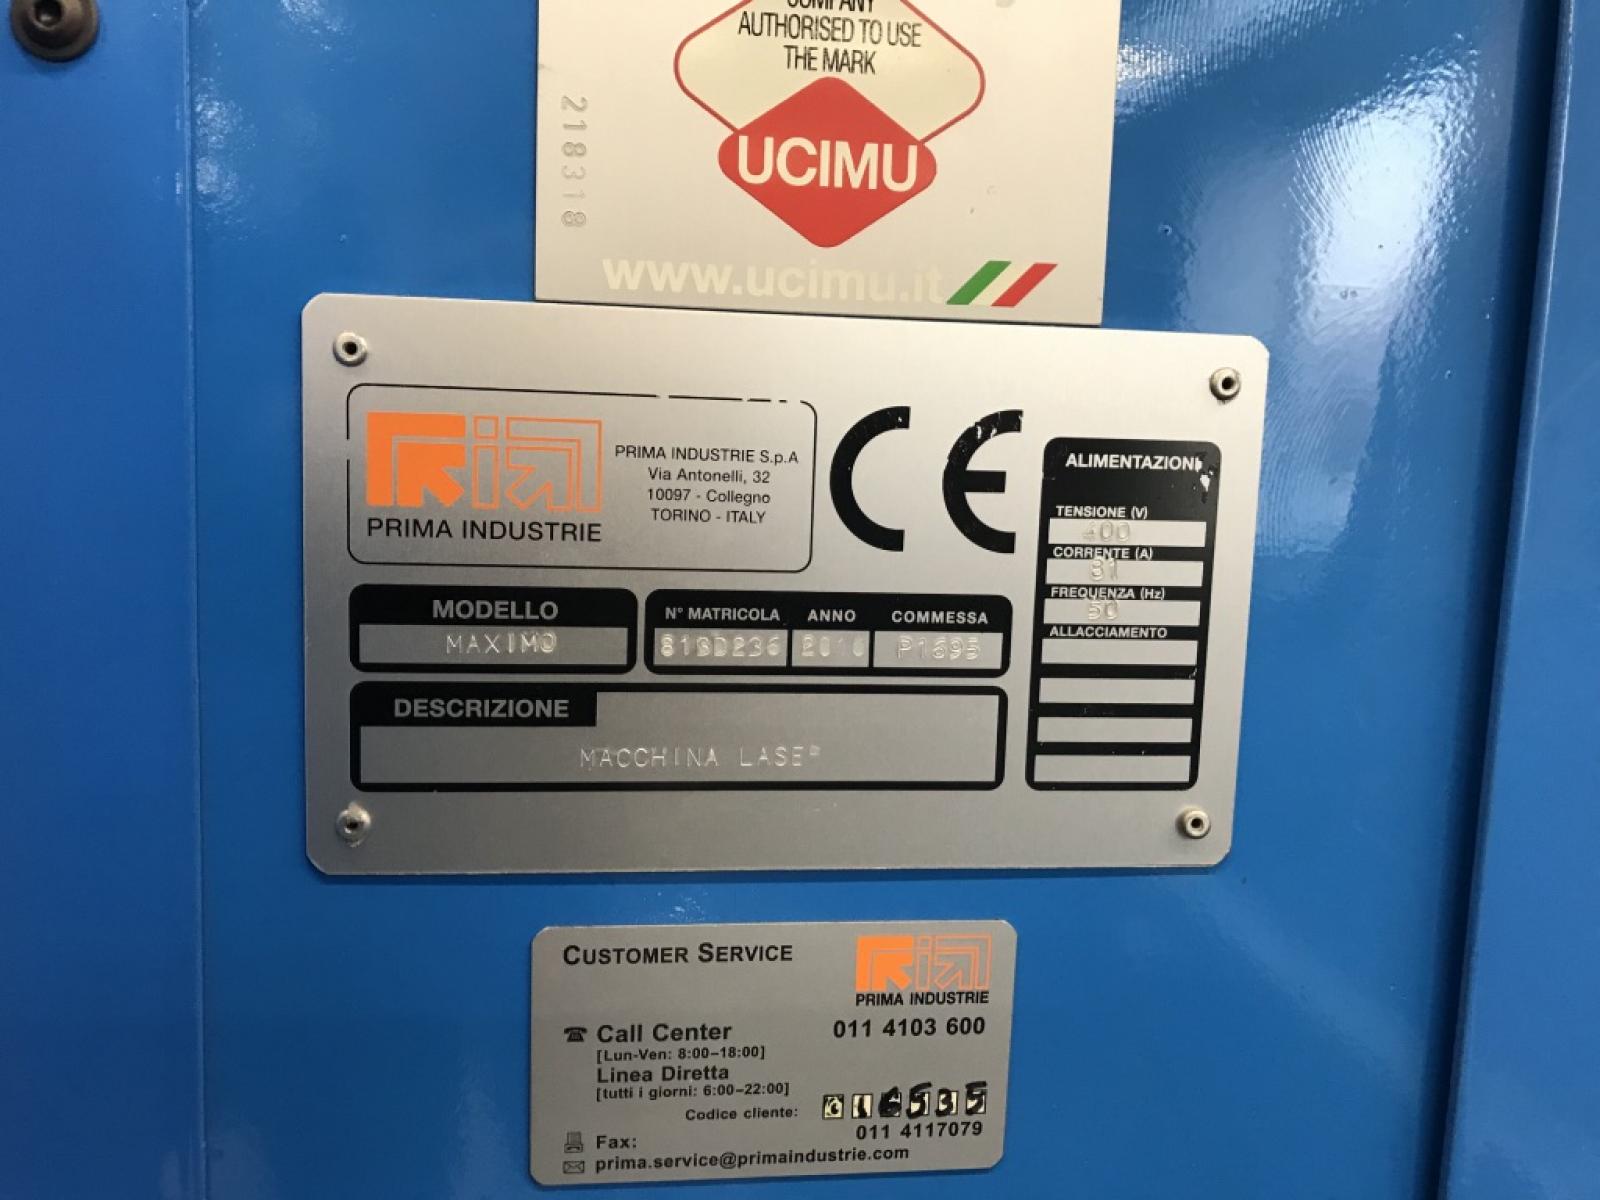 COMPANY
AUTHORISED TO USE
THE MARK
UCIMU
218318
www.ucimu.it
PRIMA INDUSTRIE
PRIMA INDUSTRIE S.p.A
Via Antonelli, 32
10097 - Collegno
TORINO - ITALY
CE
MODELLO
MAXIMO
N° MATRICOLA ANNO COMMESSA
P1695
DESCRIZIONE
MACCHINA LASER
ALIMENTAZIONI
TENSIONE (V)
400
CORRENTE (A)
FREQUENZA (Hz)
50
ALLACCIAMENTO
CUSTOMER SERVICE
PRIMA INDUSTRIE
Call Center 011 4103 600
[Lun-Ven: 8:00–18:00]
Linea Diretta
[tutti i giorni: 6:00–22:00]
Codice cliente: 16535
Fax: 011 4117079
prima.service@primaindustrie.com